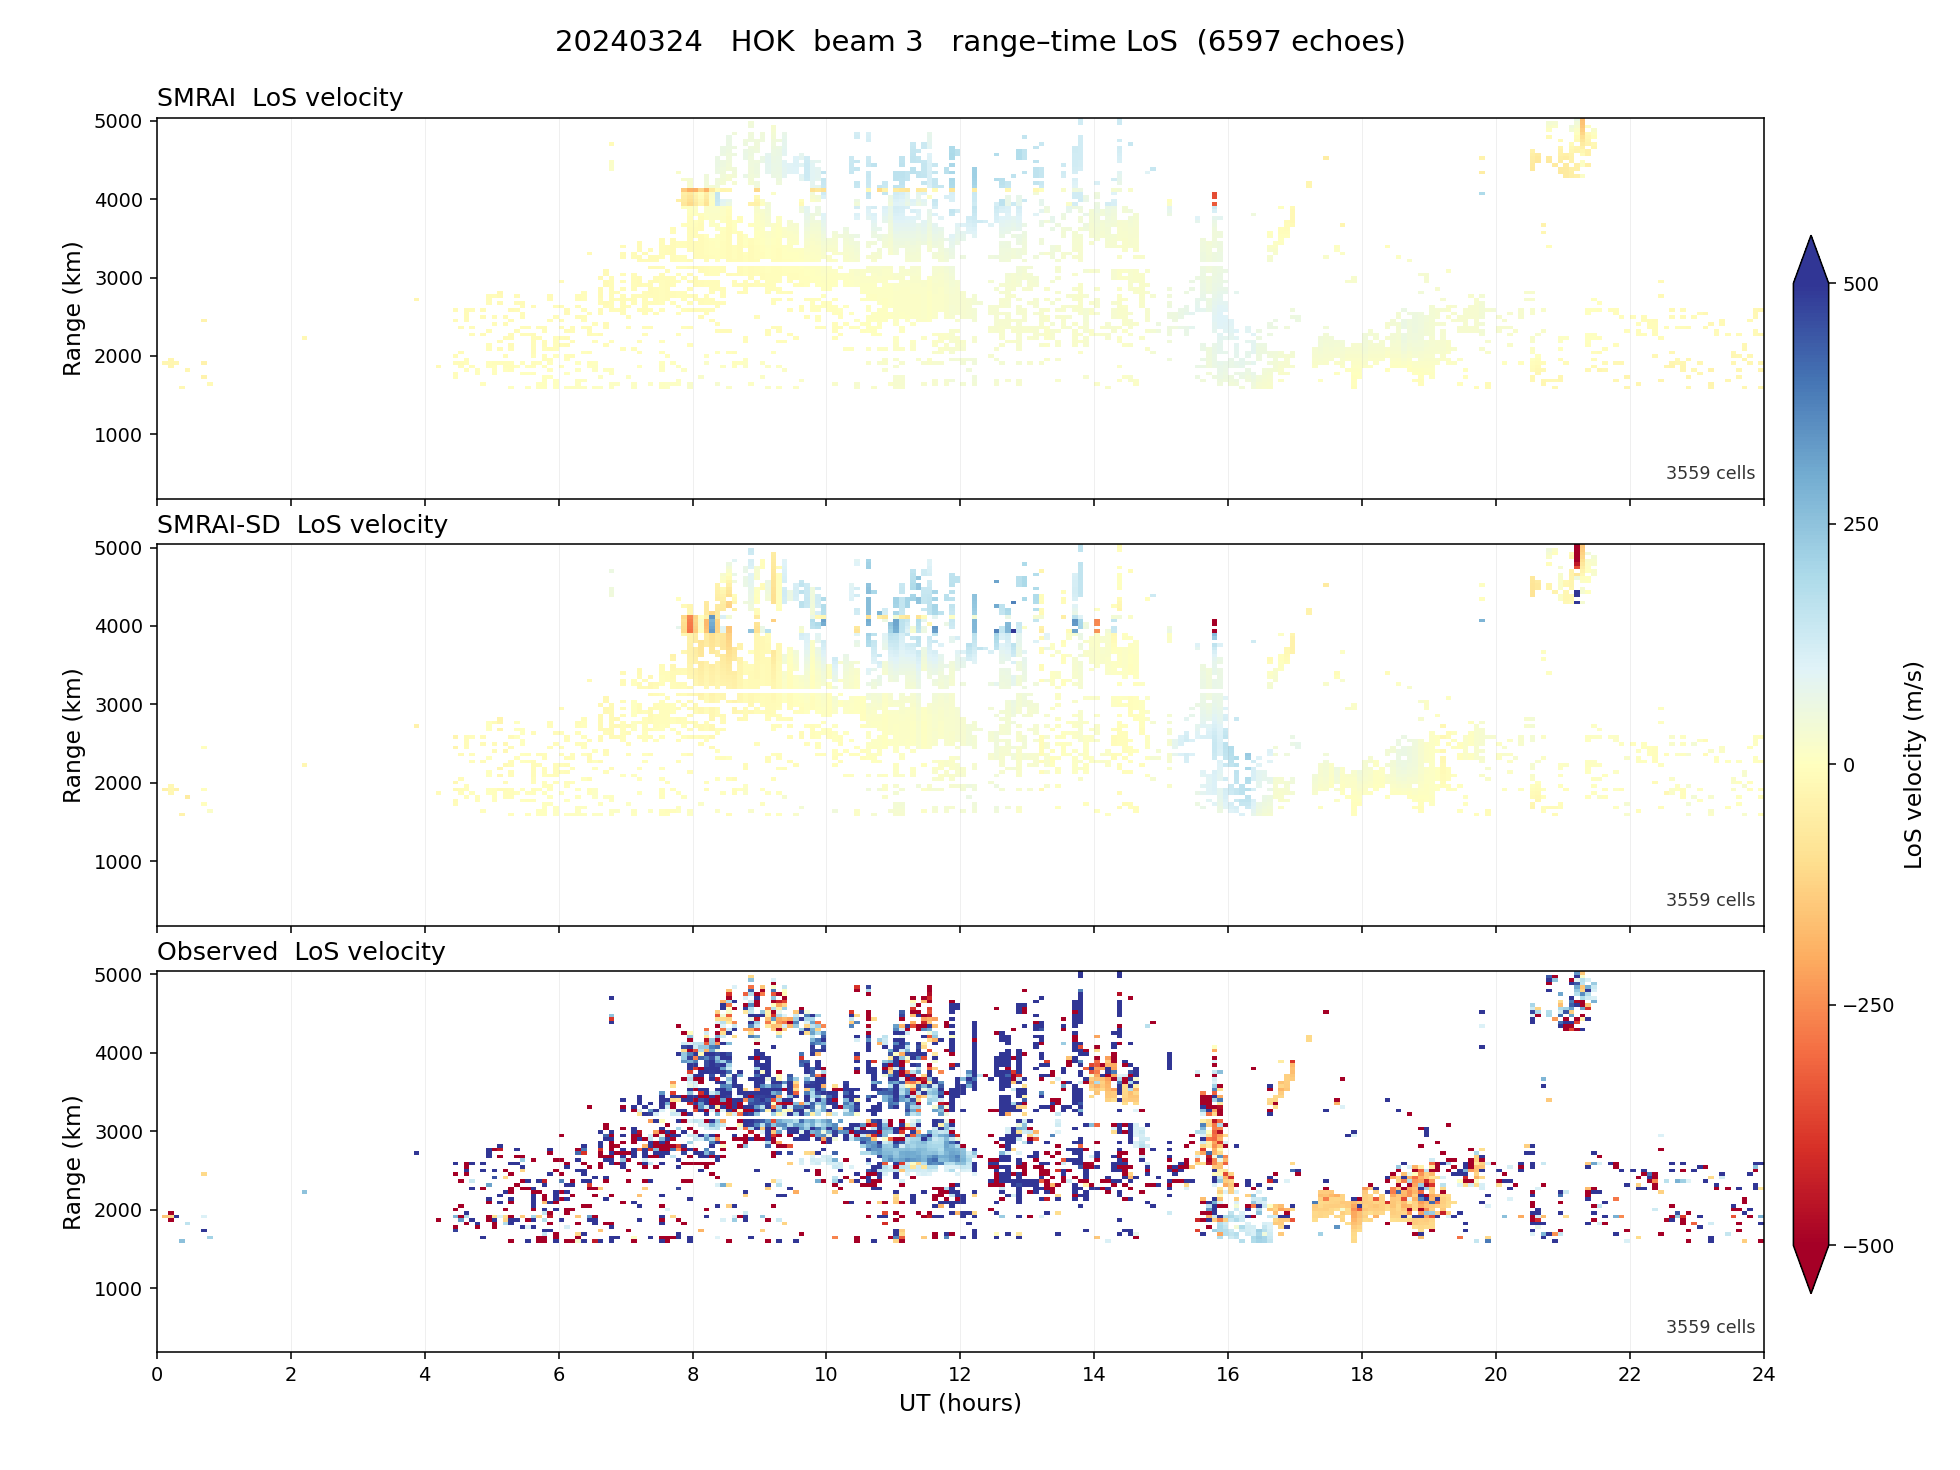 20240324   HOK  beam 3   range–time LoS  (6597 echoes)
SMRAI  LoS velocity
5000
4000
3000
2000
1000
Range (km)
3559 cells
SMRAI-SD  LoS velocity
5000
4000
3000
2000
1000
Range (km)
3559 cells
Observed  LoS velocity
5000
4000
3000
2000
1000
Range (km)
3559 cells
0 2 4 6 8 10 12 14 16 18 20 22 24
UT (hours)
500
250
0
−250
−500
LoS velocity (m/s)